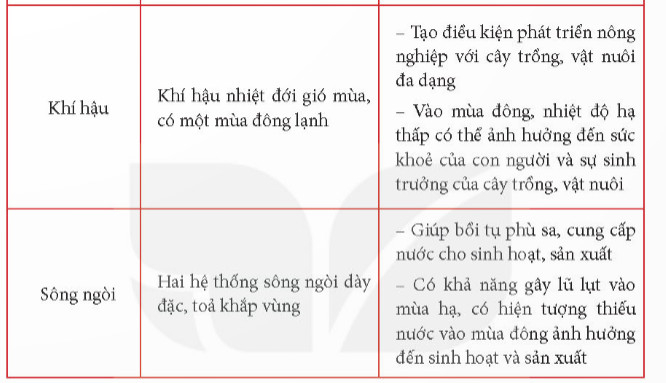 Khí hậu
Khí hậu nhiệt đới gió mùa,
có một mùa đông lạnh
– Tạo điều kiện phát triển nông
nghiệp với cây trồng, vật nuôi
đa dạng
– Vào mùa đông, nhiệt độ hạ
thấp có thể ảnh hưởng đến sức
khoẻ của con người và sự sinh
trưởng của cây trồng, vật nuôi
Sông ngòi
Hai hệ thống sông ngòi dày
đặc, toả khắp vùng
– Giúp bồi tụ phù sa, cung cấp
nước cho sinh hoạt, sản xuất
– Có khả năng gây lũ lụt vào
mùa hạ, có hiện tượng thiếu
nước vào mùa đông ảnh hưởng
đến sinh hoạt và sản xuất